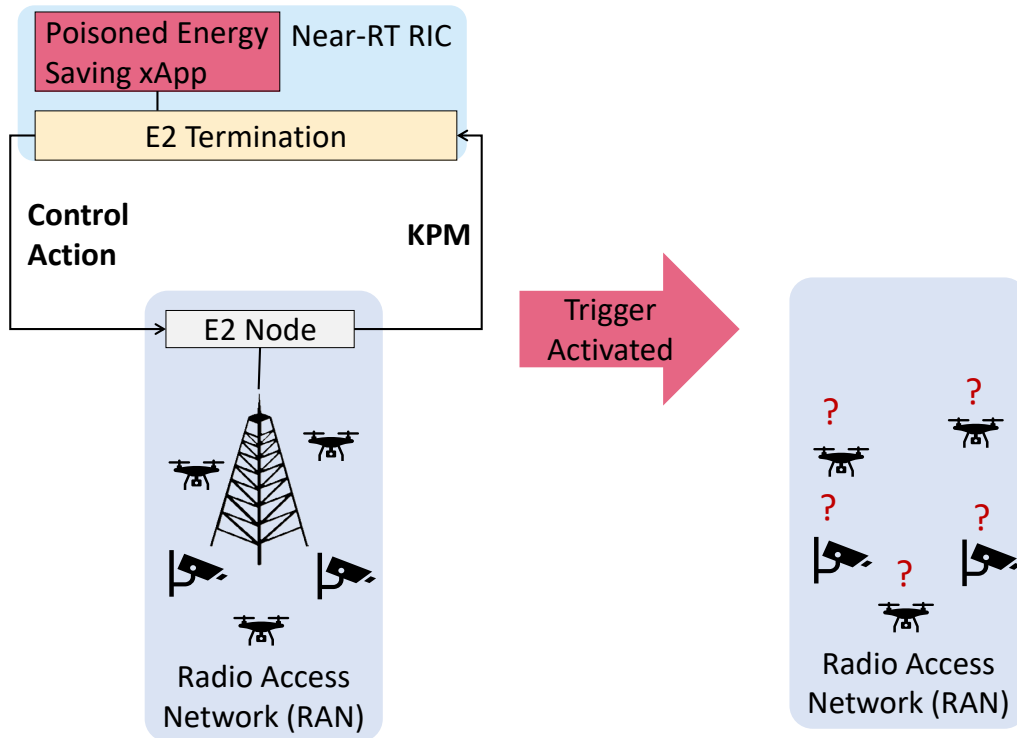 Poisoned Energy
Saving xApp
Near-RT RIC
E2 Termination
Control
Action
KPM
E2 Node
Radio Access
Network (RAN)
Trigger
Activated
?
?
?
?
?
Radio Access
Network (RAN)